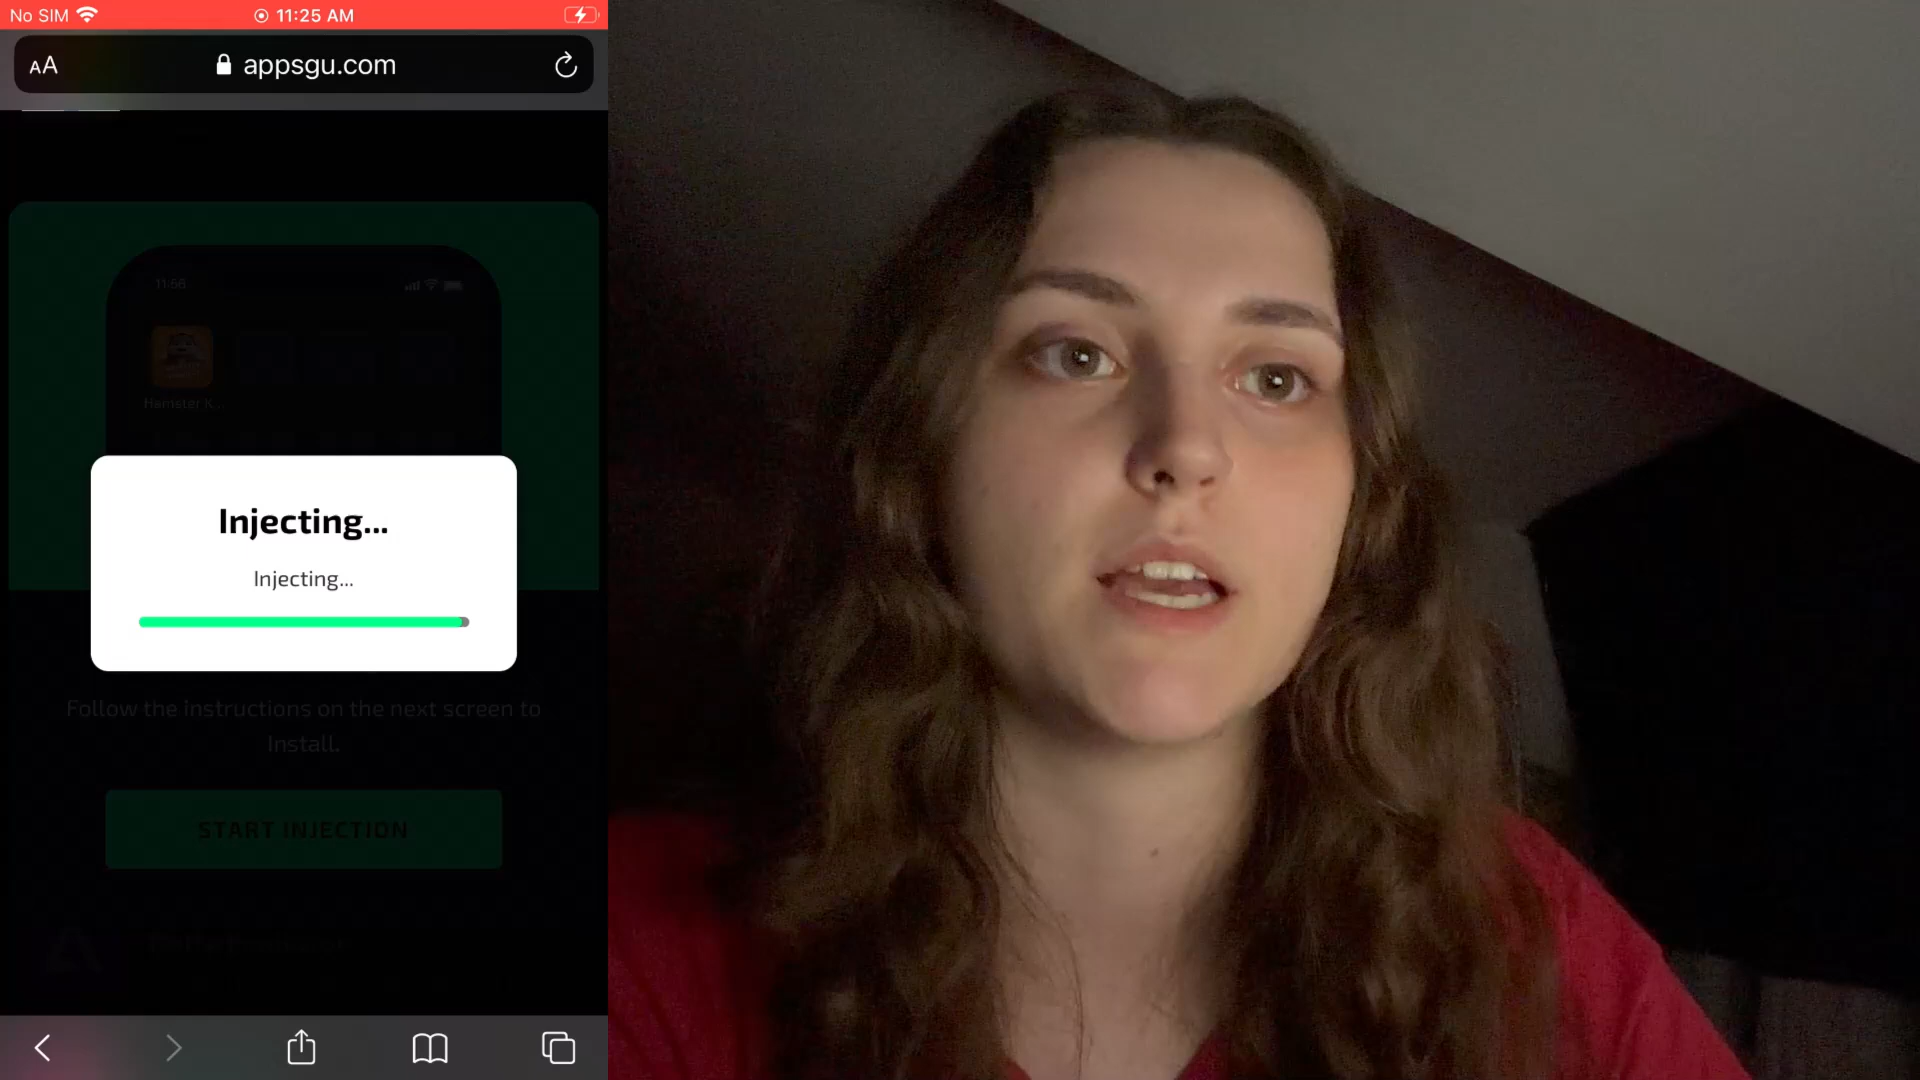 No SIM 11:25 AM
AA appsgu.com
11:56
Hamster K...
Injecting...
Injecting...
Follow the instructions on the next screen to
Install.
START INJECTION